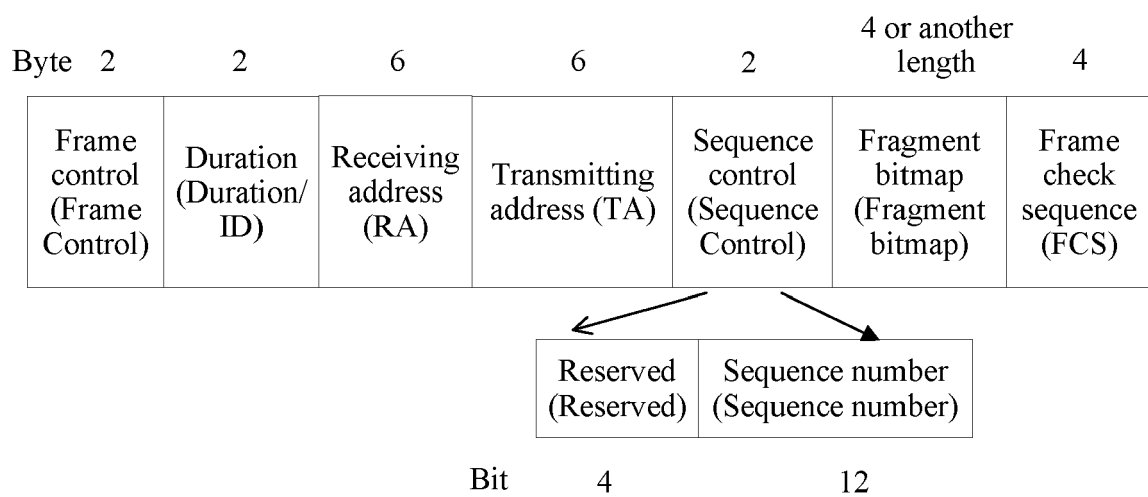 4 or another
length
Byte 2 2 6 6 2 4
Frame
control
(Frame
Control)
Duration
(Duration/
ID)
Receiving
address
(RA)
Transmitting
address (TA)
Sequence
control
(Sequence
Control)
Fragment
bitmap
(Fragment
bitmap)
Frame
check
sequence
(FCS)
Reserved
(Reserved)
Sequence number
(Sequence number)
Bit 4 12